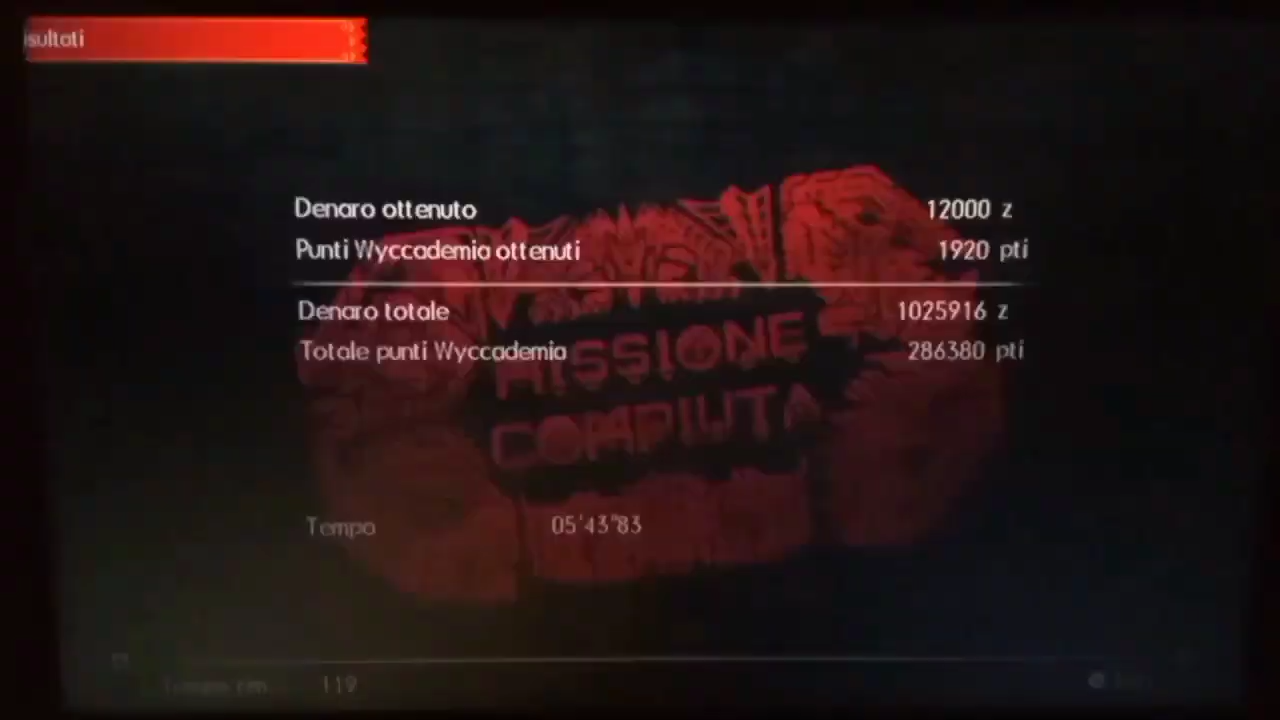 isultati
Denaro ottenuto 12000 z
Punti Wyccademia ottenuti 1920 pti
Denaro totale 1025916 z
Totale punti Wyccademia 286380 pti
MISSIONE
COMPIUTA
Tempo 05'43"83
119